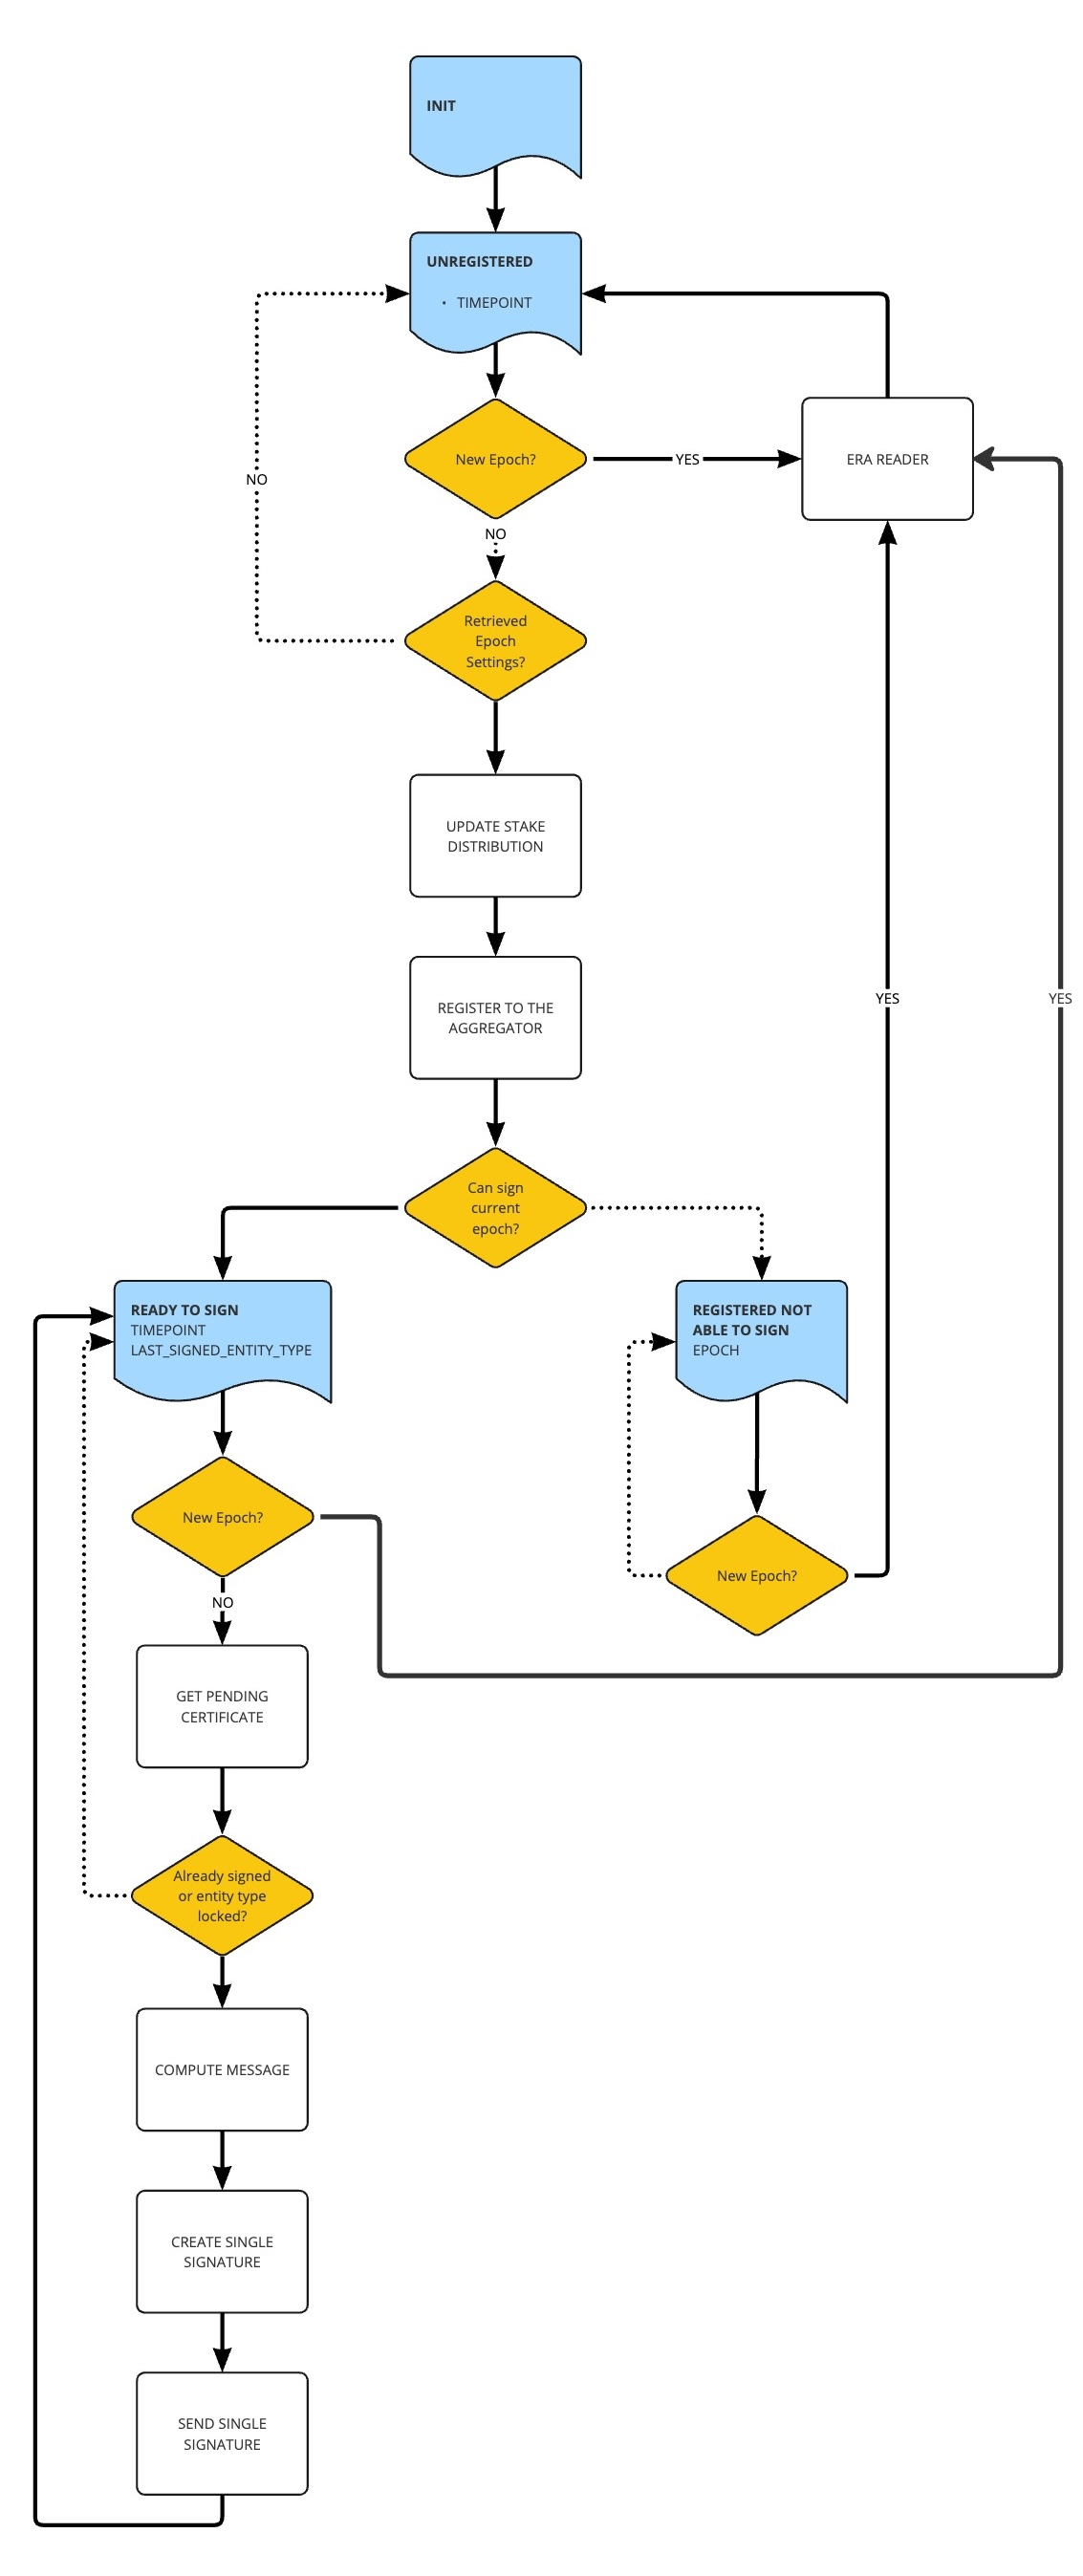 INIT
UNREGISTERED
• TIMEPOINT
New Epoch?
YES
ERA READER
NO
NO
Retrieved
Epoch
Settings?
UPDATE STAKE
DISTRIBUTION
REGISTER TO THE
AGGREGATOR
YES
YES
Can sign
current
epoch?
READY TO SIGN
TIMEPOINT
LAST_SIGNED_ENTITY_TYPE
REGISTERED NOT
ABLE TO SIGN
EPOCH
New Epoch?
New Epoch?
NO
GET PENDING
CERTIFICATE
Already signed
or entity type
locked?
COMPUTE MESSAGE
CREATE SINGLE
SIGNATURE
SEND SINGLE
SIGNATURE